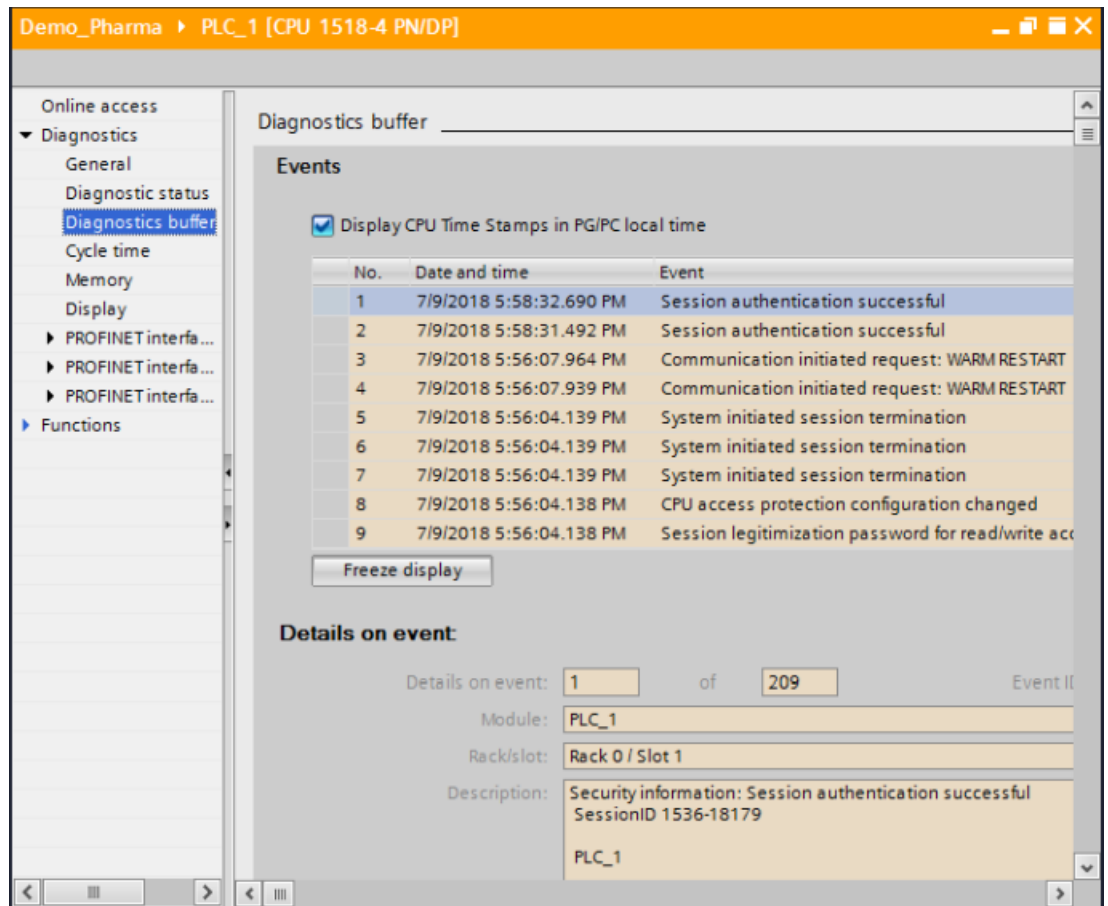 Demo_Pharma ▸ PLC_1 [CPU 1518-4 PN/DP]
Online access
Diagnostics
General
Diagnostic status
Diagnostics buffer
Cycle time
Memory
Display
PROFINET interfa...
PROFINET interfa...
PROFINET interfa...
Functions
Diagnostics buffer
Events
Display CPU Time Stamps in PG/PC local time
No. Date and time Event
1 7/9/2018 5:58:32.690 PM Session authentication successful
2 7/9/2018 5:58:31.492 PM Session authentication successful
3 7/9/2018 5:56:07.964 PM Communication initiated request: WARM RESTART
4 7/9/2018 5:56:07.939 PM Communication initiated request: WARM RESTART
5 7/9/2018 5:56:04.139 PM System initiated session termination
6 7/9/2018 5:56:04.139 PM System initiated session termination
7 7/9/2018 5:56:04.139 PM System initiated session termination
8 7/9/2018 5:56:04.138 PM CPU access protection configuration changed
9 7/9/2018 5:56:04.138 PM Session legitimization password for read/write acc
Freeze display
Details on event:
Details on event: 1 of 209 Event ID
Module: PLC_1
Rack/slot: Rack 0 / Slot 1
Description: Security information: Session authentication successful
SessionID 1536-18179
PLC_1